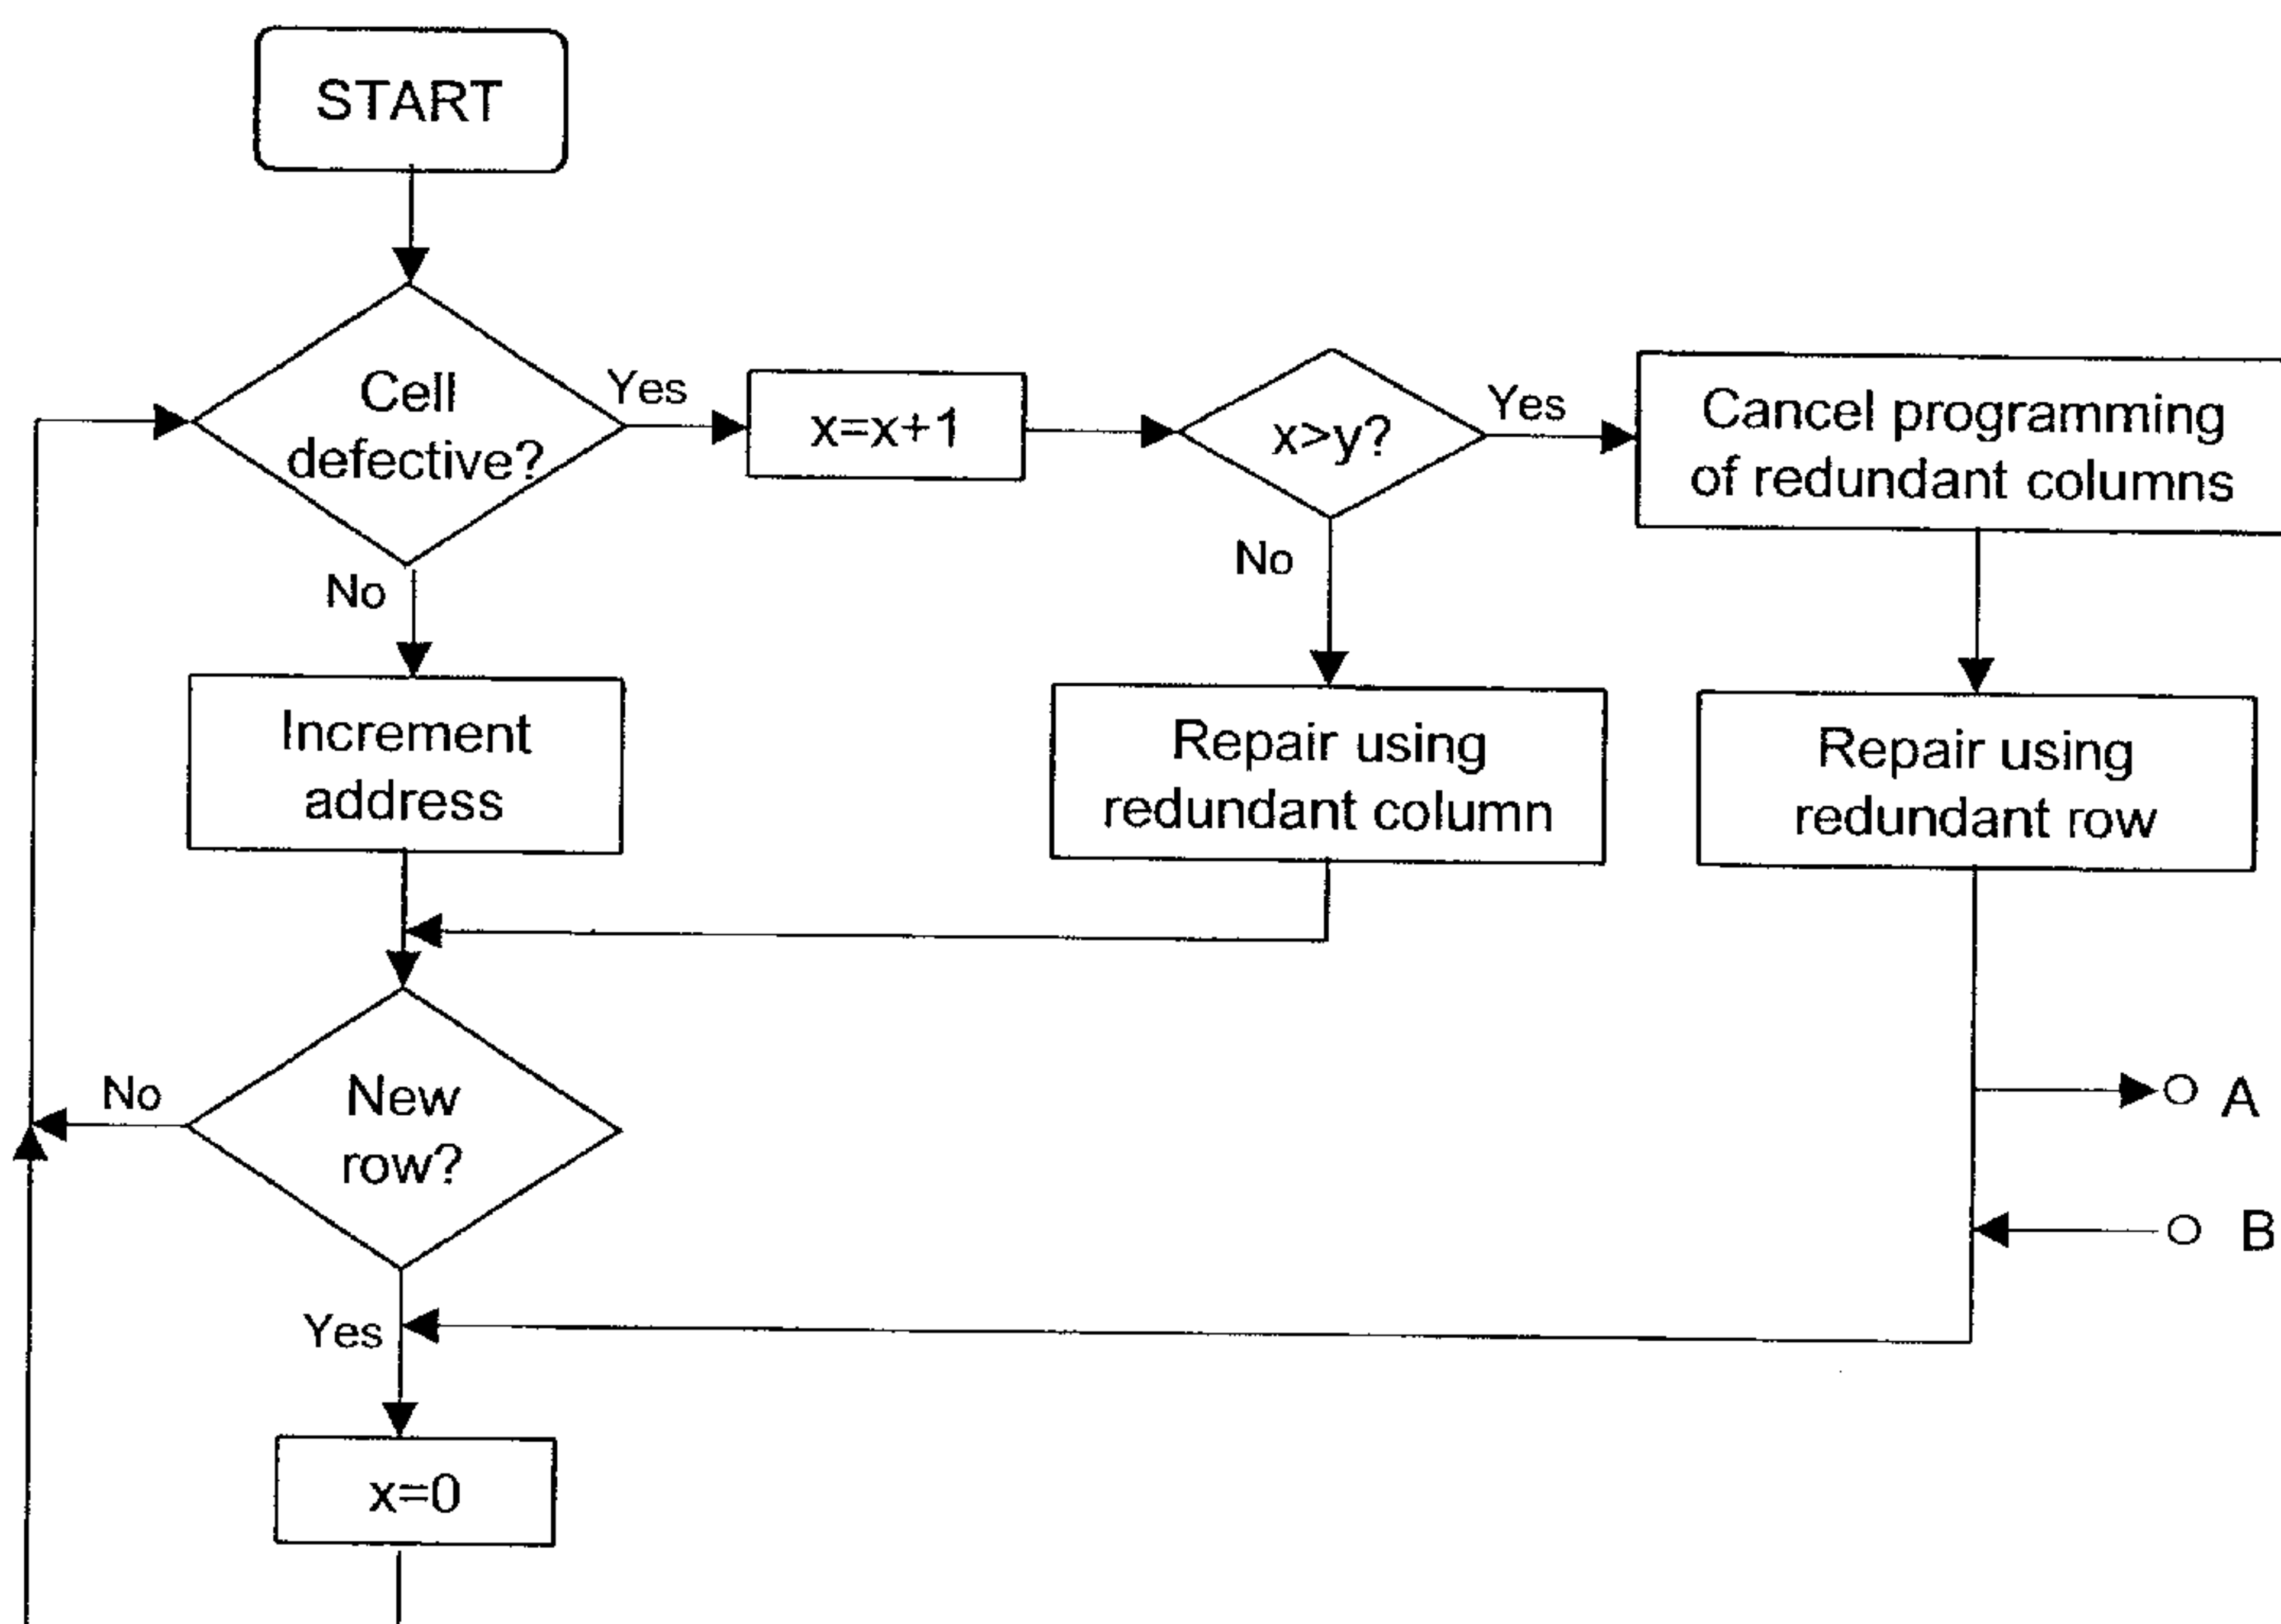 START
Cell
defective?
Yes
x=x+1
x>y?
Yes
Cancel programming
of redundant columns
No
No
Increment
address
Repair using
redundant column
Repair using
redundant row
No
New
row?
A
B
Yes
x=0